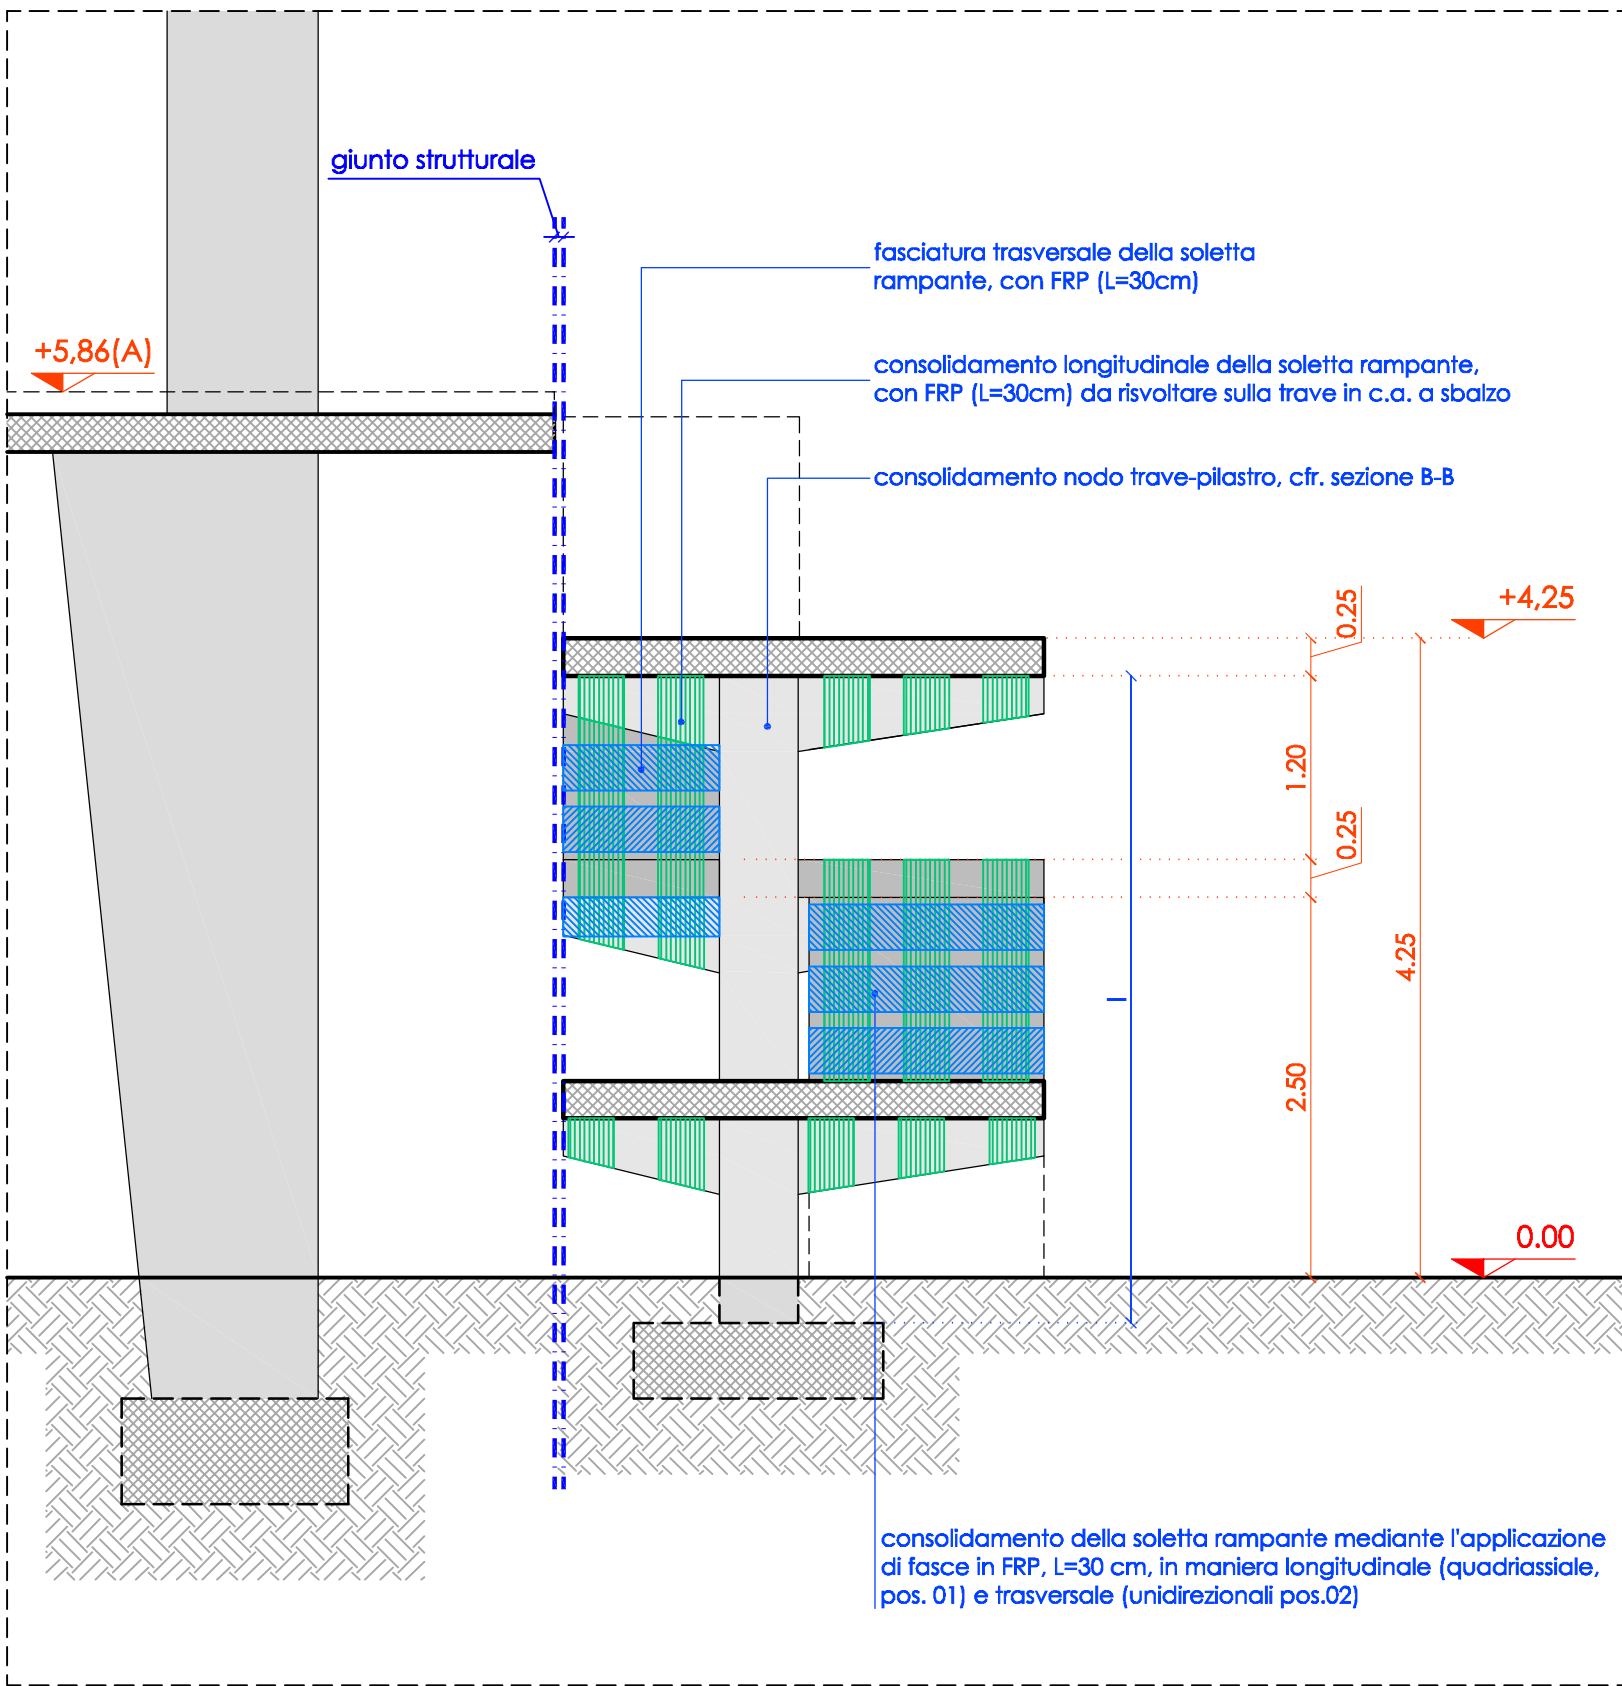 giunto strutturale
fasciatura trasversale della soletta
rampante, con FRP (L=30cm)
+5,86(A)
consolidamento longitudinale della soletta rampante,
con FRP (L=30cm) da risvoltare sulla trave in c.a. a sbalzo
consolidamento nodo trave-pilastro, cfr. sezione B-B
0.25
+4,25
1.20
0.25
4.25
l
2.50
0.00
consolidamento della soletta rampante mediante l'applicazione
di fasce in FRP, L=30 cm, in maniera longitudinale (quadriassiale,
pos. 01) e trasversale (unidirezionali pos.02)